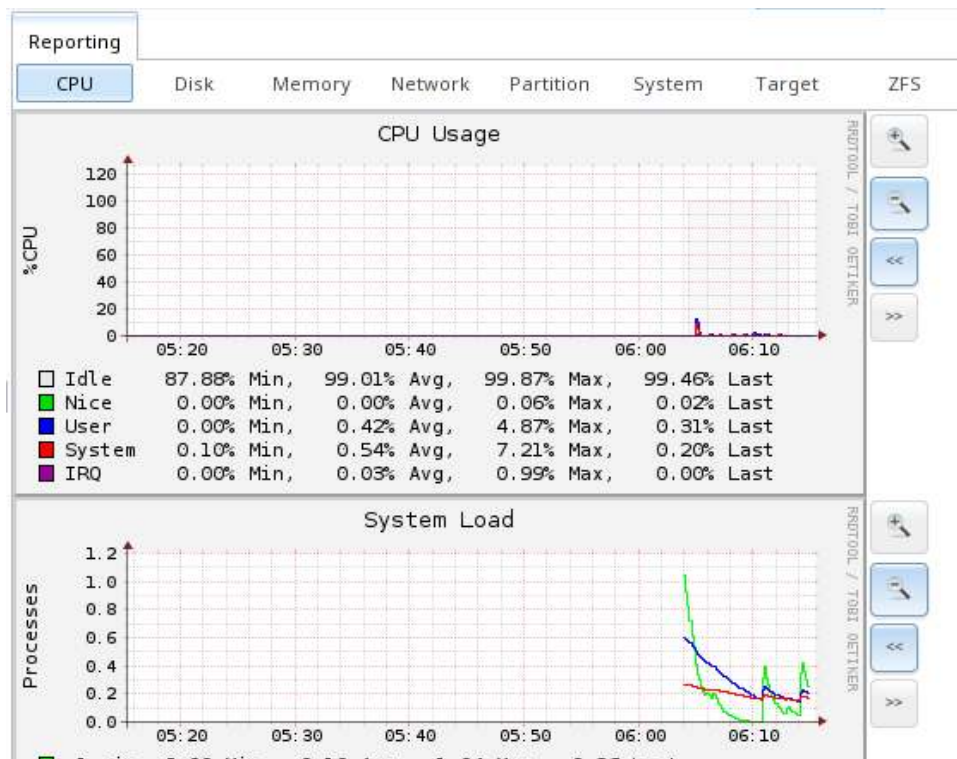 Reporting
CPU Disk Memory Network Partition System Target ZFS
CPU Usage
RRDTOOL / TOBI OETIKER
%CPU
120
100
80
60
40
20
0
05:20 05:30 05:40 05:50 06:00 06:10
Idle 87.88% Min, 99.01% Avg, 99.87% Max, 99.46% Last
Nice 0.00% Min, 0.00% Avg, 0.06% Max, 0.02% Last
User 0.00% Min, 0.42% Avg, 4.87% Max, 0.31% Last
System 0.10% Min, 0.54% Avg, 7.21% Max, 0.20% Last
IRQ 0.00% Min, 0.03% Avg, 0.99% Max, 0.00% Last
<<
>>
System Load
RRDTOOL / TOBI OETIKER
Processes
1.2
1.0
0.8
0.6
0.4
0.2
0.0
05:20 05:30 05:40 05:50 06:00 06:10
<<
>>